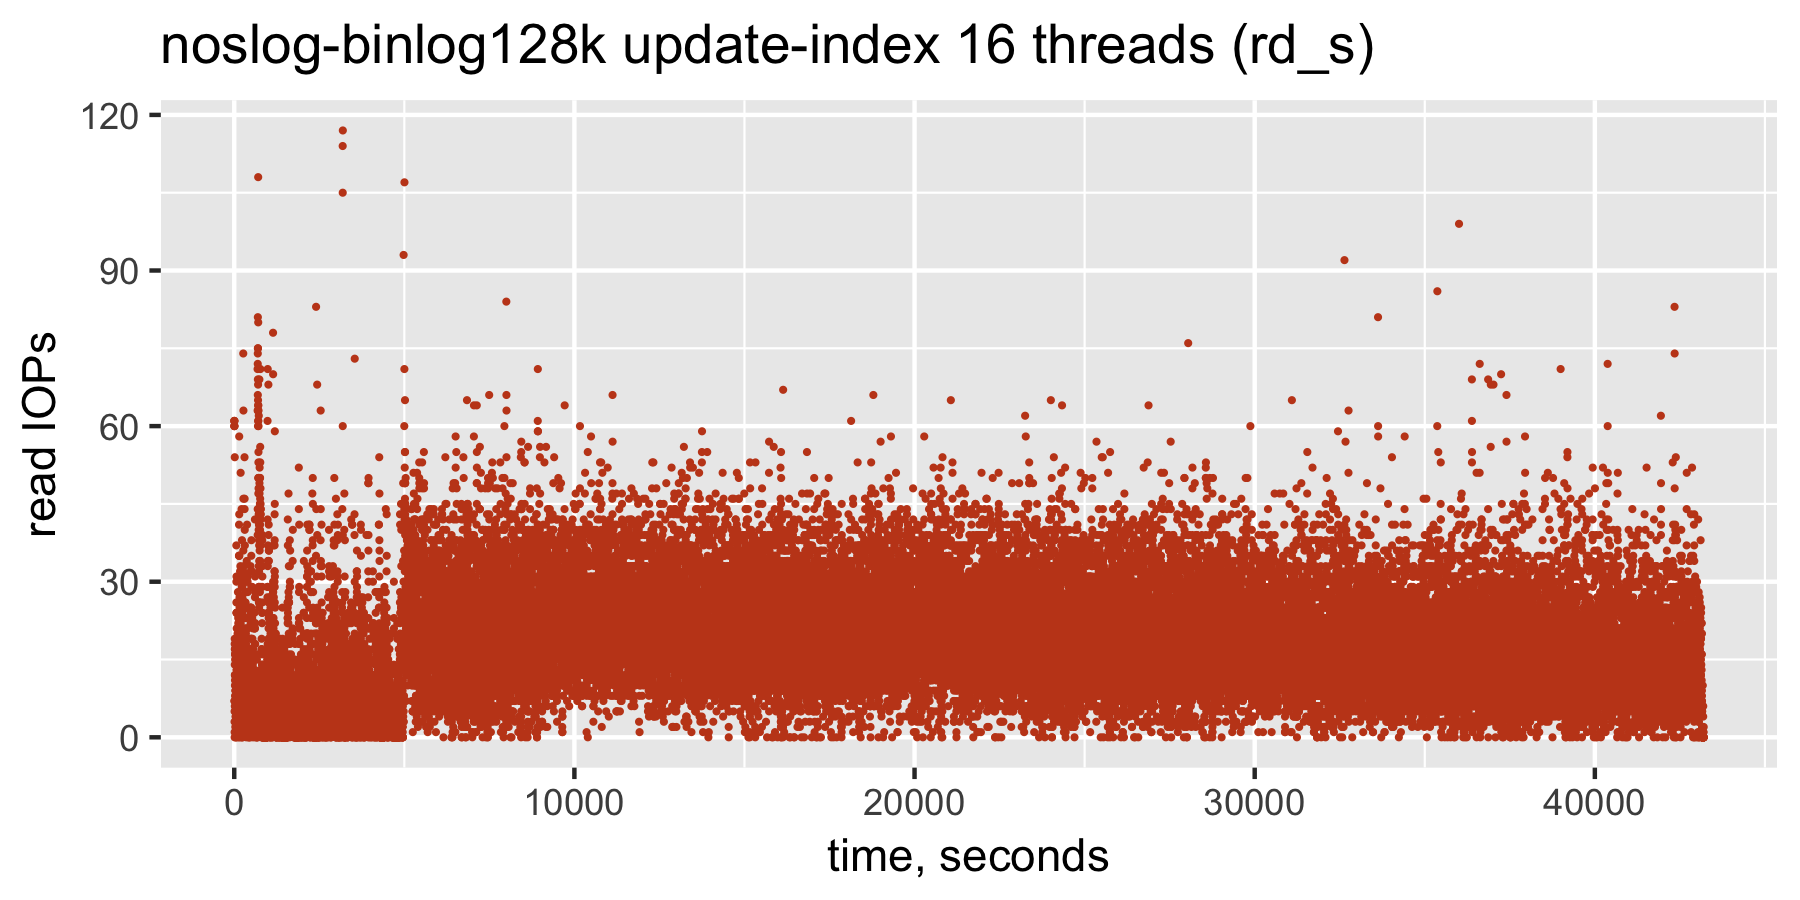 noslog-binlog128k update-index 16 threads (rd_s)
120
90
60
30
0
read IOPs
0 10000 20000 30000 40000
time, seconds